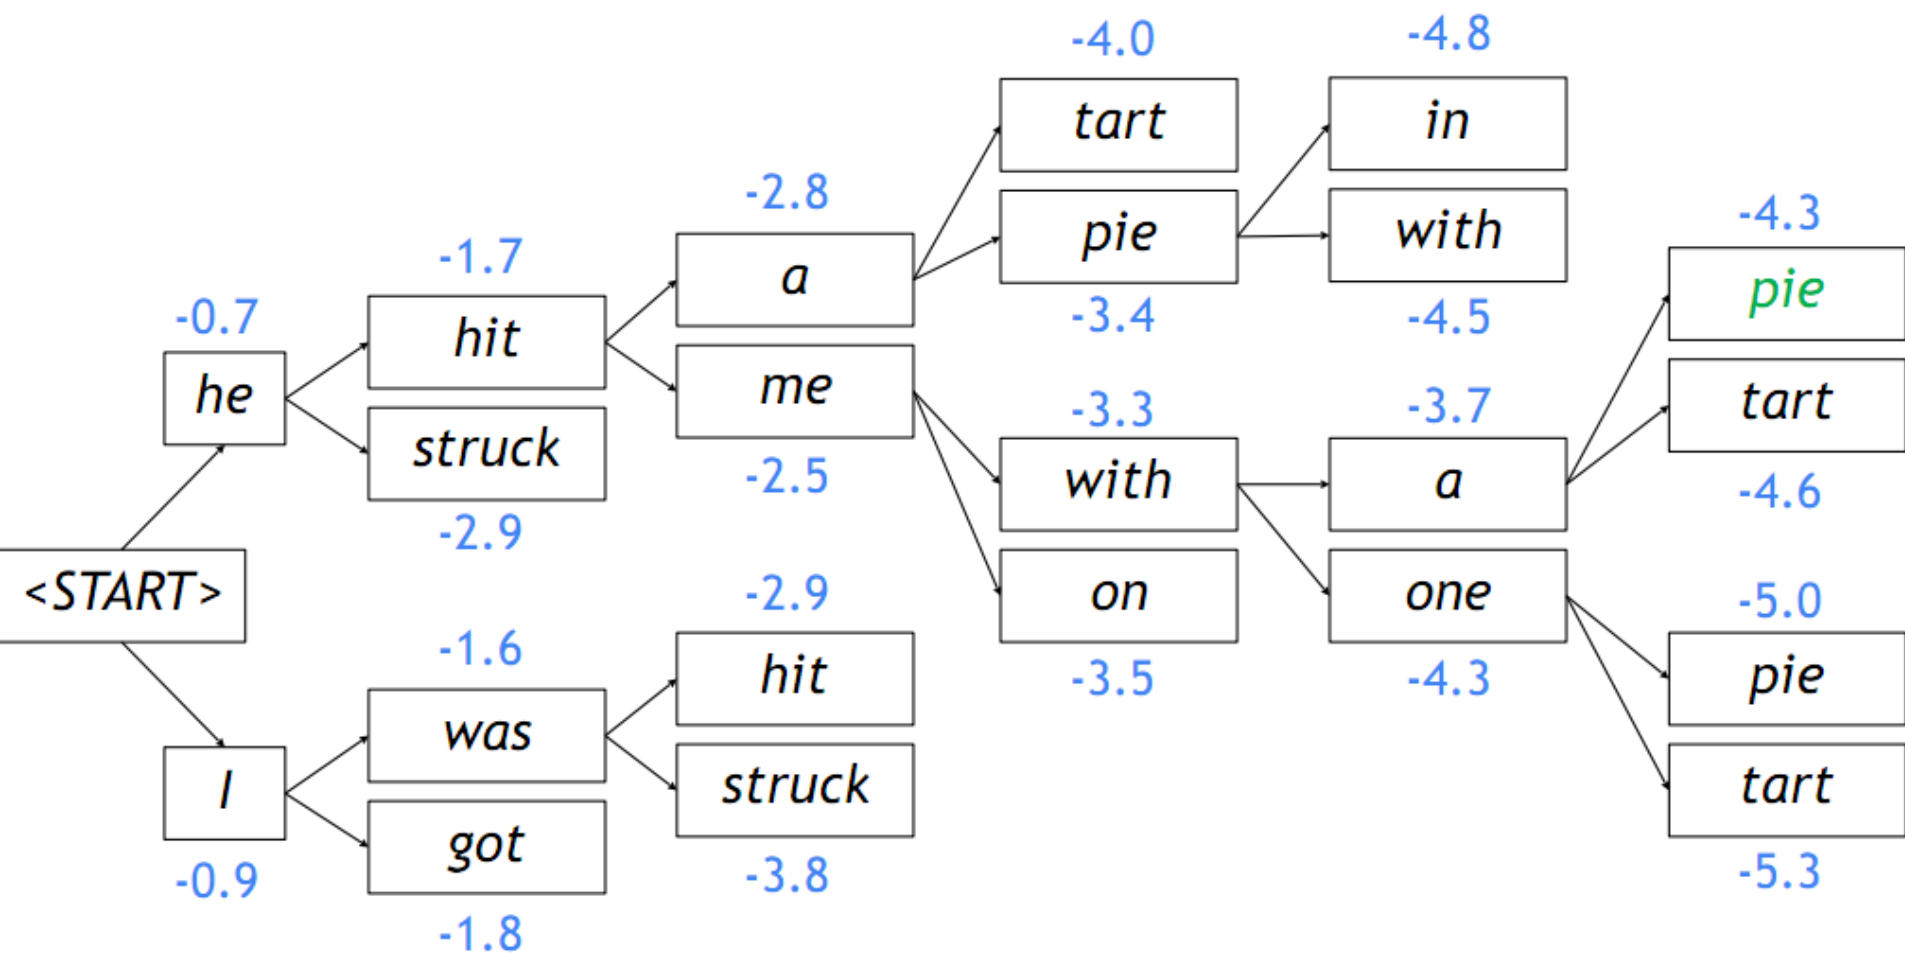 -4.0
-4.8
tart
in
-2.8
pie
with
-4.3
-1.7
a
-3.4
-4.5
pie
-0.7
hit
me
-3.3
-3.7
tart
he
struck
-2.5
with
a
-4.6
-2.9
<START>
-2.9
on
one
-5.0
-1.6
hit
-3.5
-4.3
pie
was
I
struck
tart
got
-0.9
-3.8
-5.3
-1.8